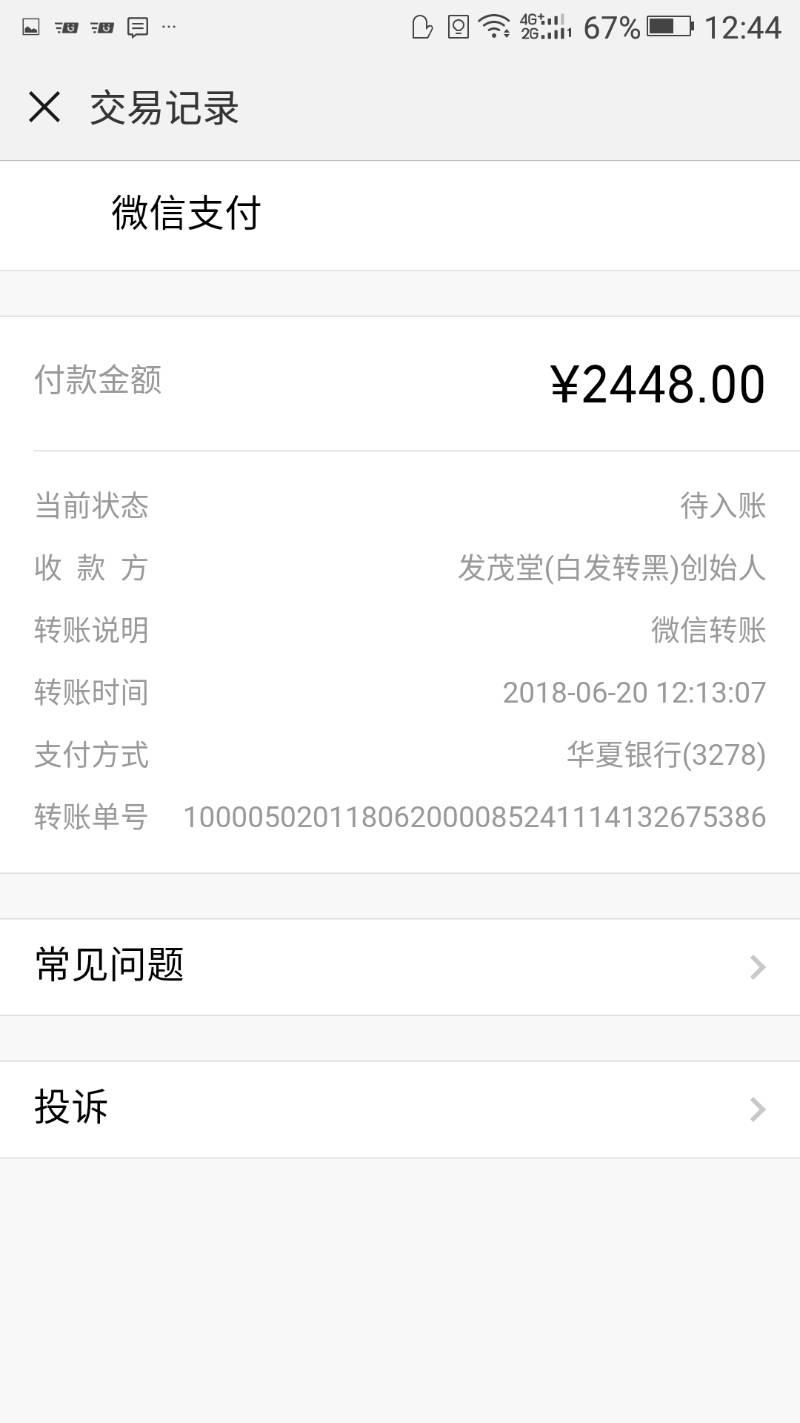 4G+
2G 1 67% 12:44
交易记录
微信支付
付款金额 ¥2448.00
当前状态 待入账
收 款 方 发茂堂(白发转黑)创始人
转账说明 微信转账
转账时间 2018-06-20 12:13:07
支付方式 华夏银行(3278)
转账单号 1000050201180620000852411141326​75386
常见问题
投诉